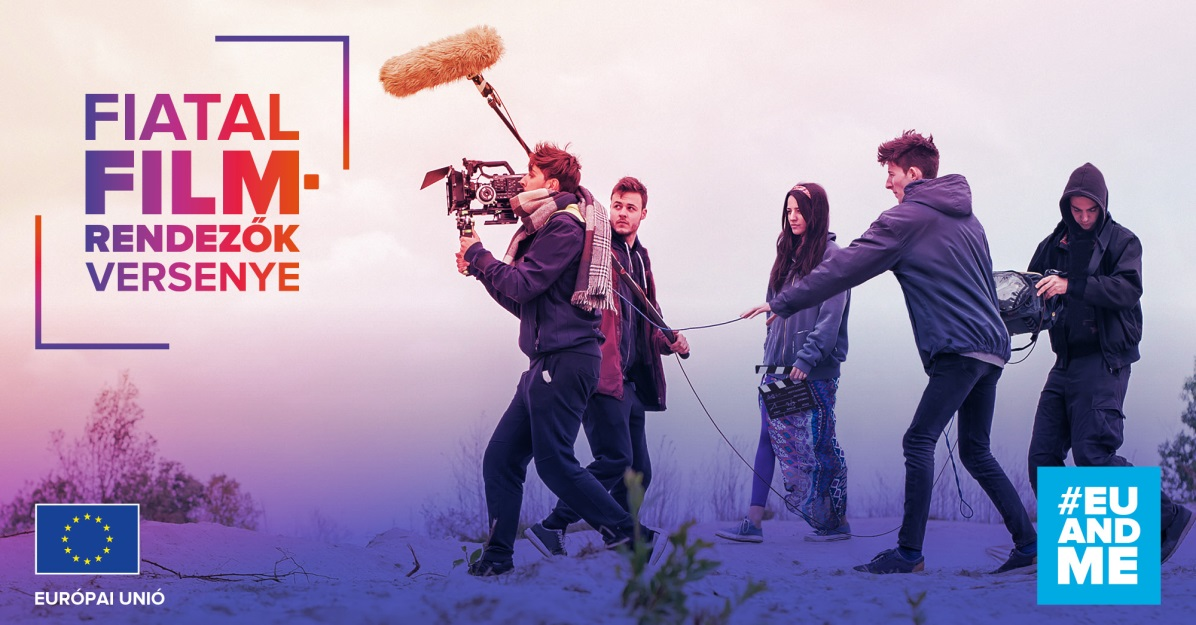 FIATAL
FILM-
RENDEZŐK
VERSENYE
EURÓPAI UNIÓ
#EU
AND
ME